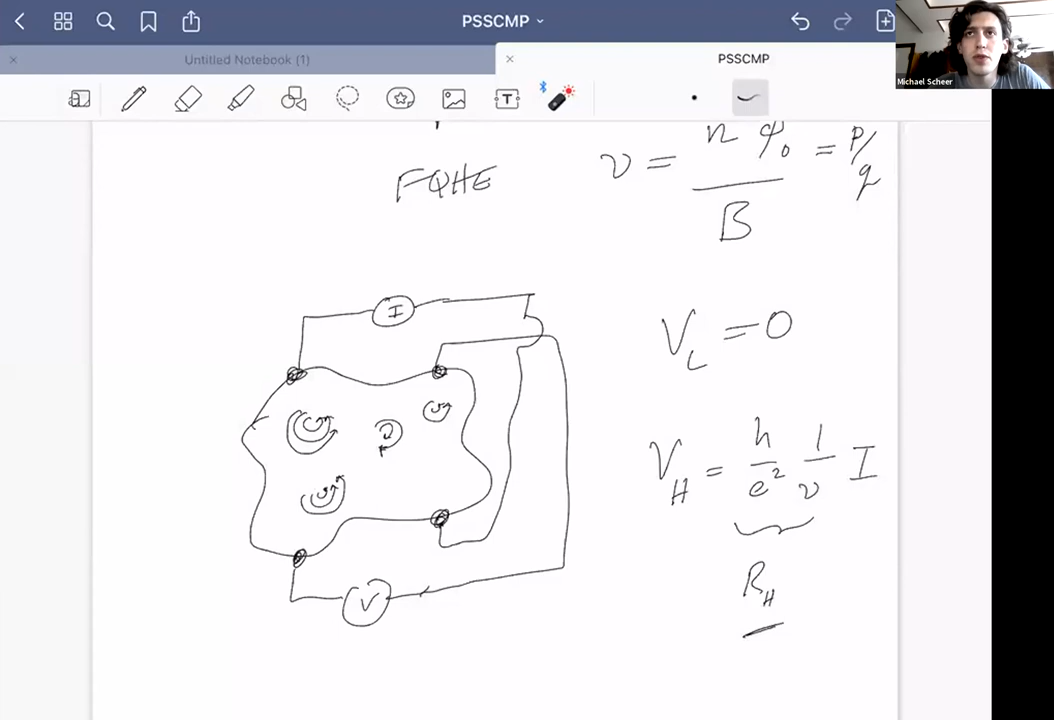 PSSCMP
Untitled Notebook (1)
PSSCMP
T
Michael Scheer
FQHE
ν = n φ₀ / B = p/q
I
V_L = 0
V_H = h/e² 1/ν I
R_H
V